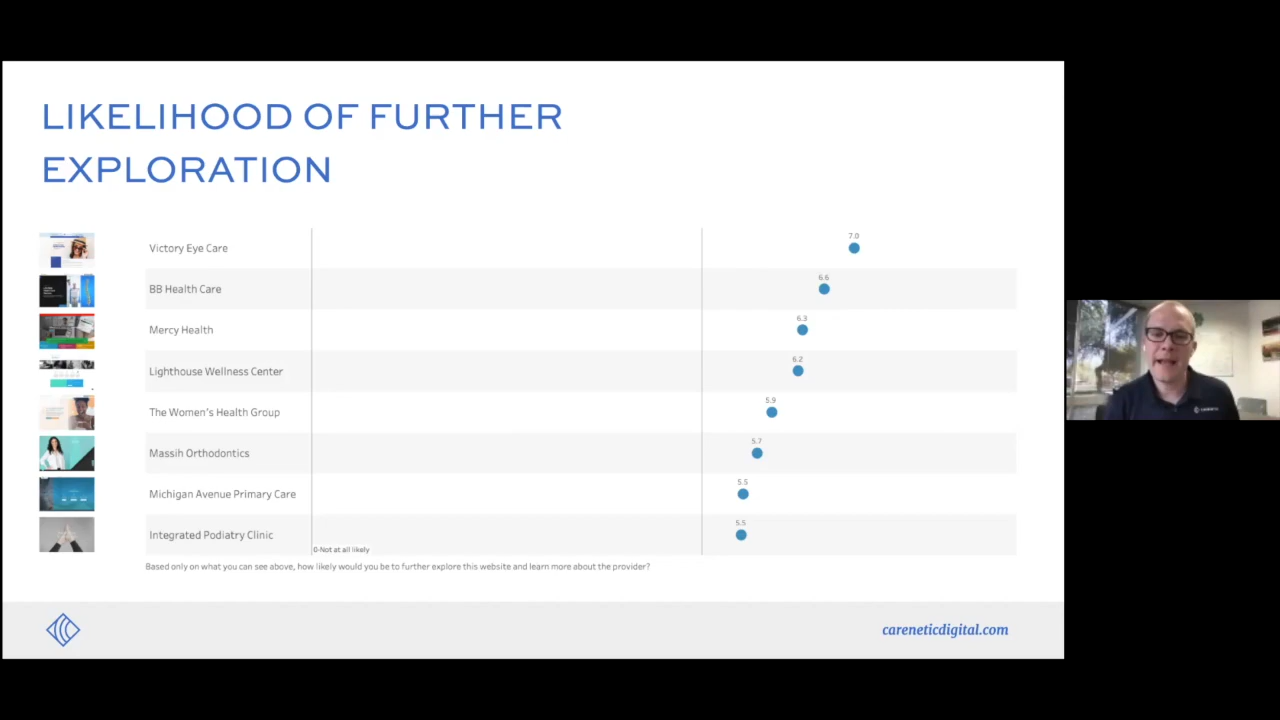 LIKELIHOOD OF FURTHER
EXPLORATION
Victory Eye Care
7.0
BB Health Care
6.6
Mercy Health
6.3
Lighthouse Wellness Center
6.2
The Women's Health Group
5.9
Massih Orthodontics
5.7
Michigan Avenue Primary Care
5.5
Integrated Podiatry Clinic
5.5
0-Not at all likely
Based only on what you can see above, how likely would you be to further explore this website and learn more about the provider?
careneticdigital.com